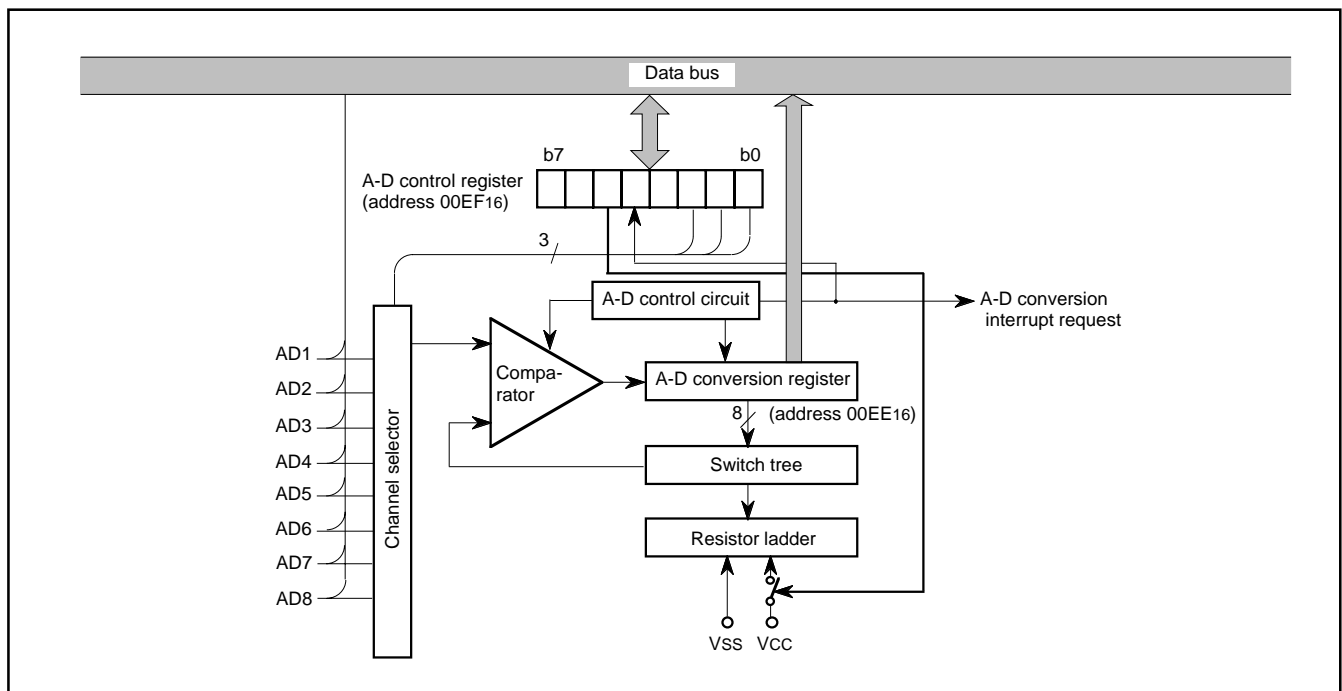 Data bus
b7
b0
A-D control register
(address 00EF16)
3
A-D control circuit
A-D conversion
interrupt request
Compa-
rator
A-D conversion register
8
(address 00EE16)
Switch tree
Resistor ladder
Channel selector
AD1
AD2
AD3
AD4
AD5
AD6
AD7
AD8
VSS
VCC